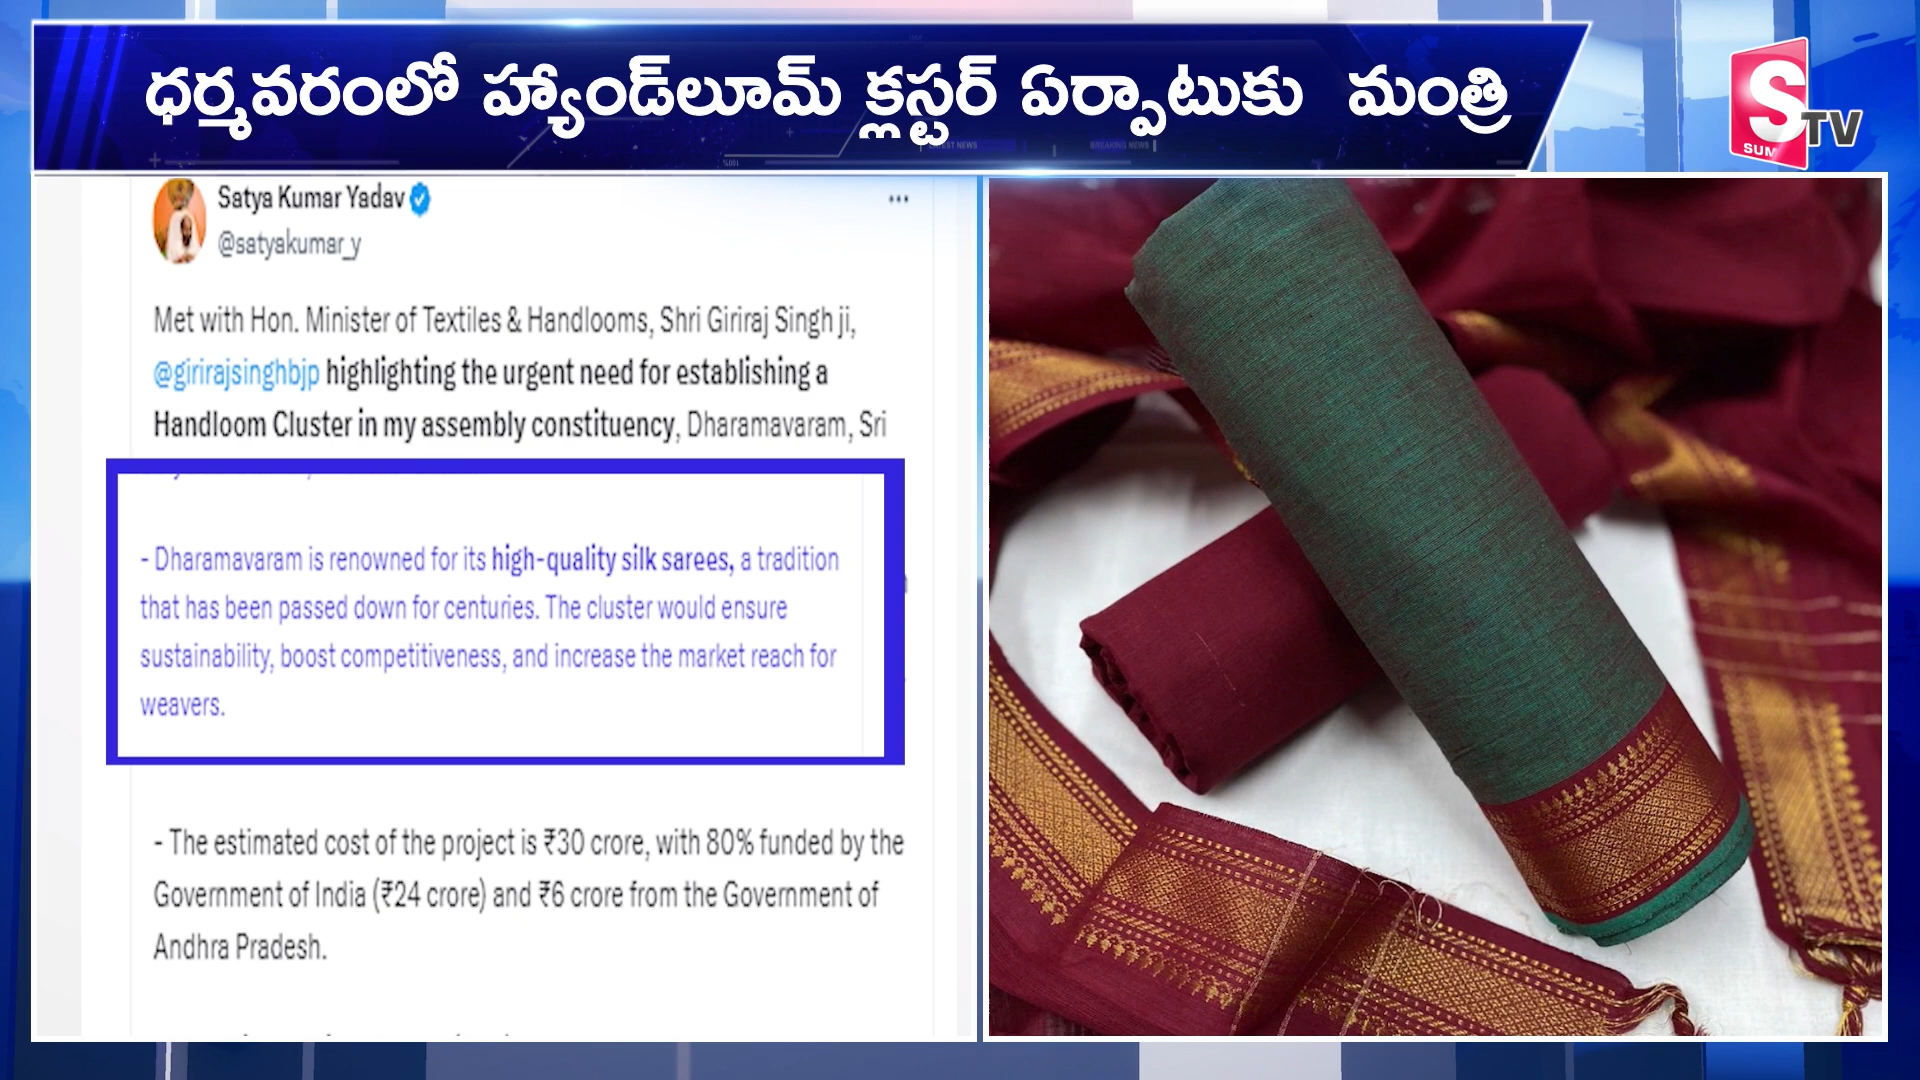 ధర్మవరంలో హ్యాండ్‌లూమ్ క్లస్టర్ ఏర్పాటుకు మంత్రి
S TV
SUM
Satya Kumar Yadav
@satyakumar_y
Met with Hon. Minister of Textiles & Handlooms, Shri Giriraj Singh ji,
@girirajsinghbjp highlighting the urgent need for establishing a
Handloom Cluster in my assembly constituency, Dharamavaram, Sri
- Dharamavaram is renowned for its high-quality silk sarees, a tradition
that has been passed down for centuries. The cluster would ensure
sustainability, boost competitiveness, and increase the market reach for
weavers.
- The estimated cost of the project is ₹30 crore, with 80% funded by the
Government of India (₹24 crore) and ₹6 crore from the Government of
Andhra Pradesh.